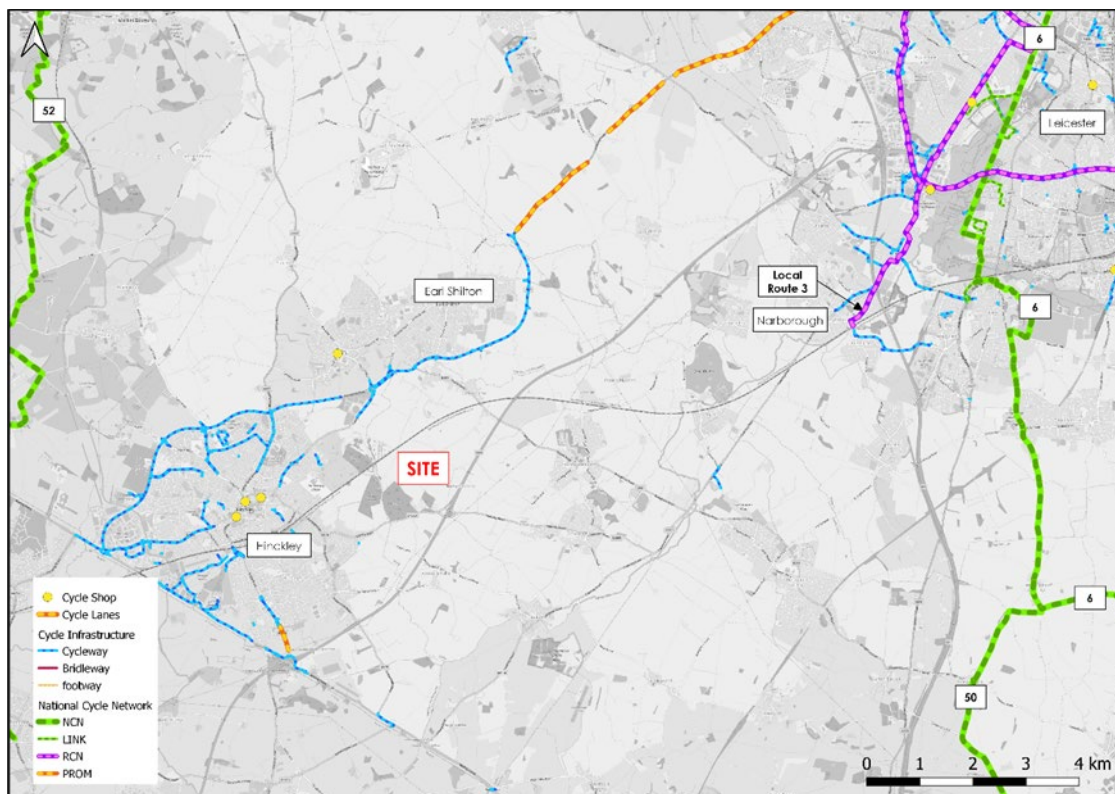 6
52
Leicester
Earl Shilton
Local
Route 3
Narborough
6
SITE
Hinckley
Cycle Shop
Cycle Lanes
Cycle Infrastructure
Cycleway
Bridleway
footway
National Cycle Network
NCN
LINK
RCN
PROM
6
50
0 1 2 3 4 km